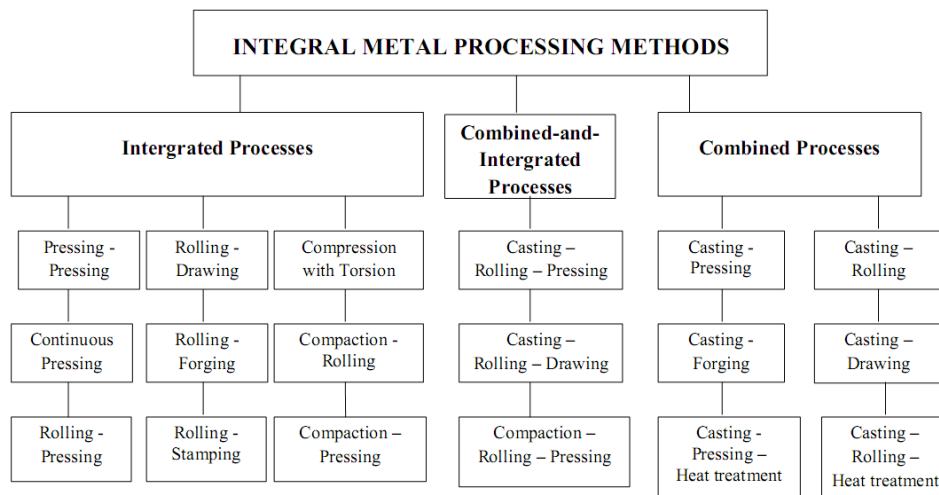 INTEGRAL METAL PROCESSING METHODS
Intergrated Processes
Combined-and-
Intergrated
Processes
Combined Processes
Pressing -
Pressing
Rolling -
Drawing
Compression
with Torsion
Casting –
Rolling – Pressing
Casting -
Pressing
Casting –
Rolling
Continuous
Pressing
Rolling -
Forging
Compaction -
Rolling
Casting –
Rolling – Drawing
Casting -
Forging
Casting –
Drawing
Rolling -
Pressing
Rolling -
Stamping
Compaction –
Pressing
Compaction –
Rolling – Pressing
Casting -
Pressing –
Heat treatment
Casting –
Rolling –
Heat treatment